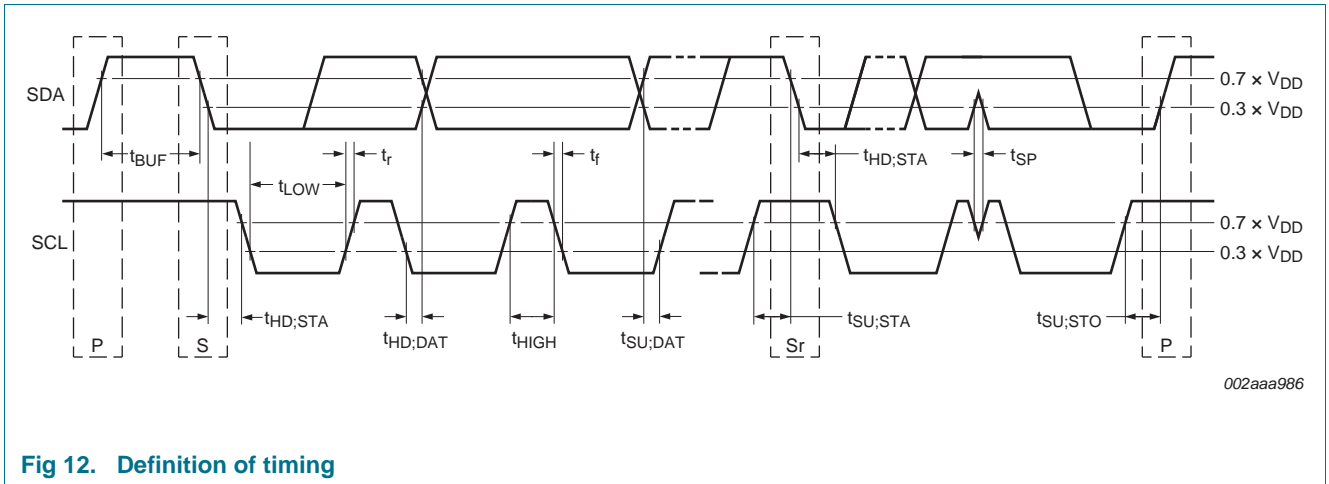 SDA
0.7 × VDD
0.3 × VDD
tBUF
tLOW
tr
tf
tHD;STA
tSP
SCL
0.7 × VDD
0.3 × VDD
tHD;STA
tHD;DAT
tHIGH
tSU;DAT
tSU;STA
tSU;STO
P
S
Sr
P
002aaa986
Fig 12. Definition of timing